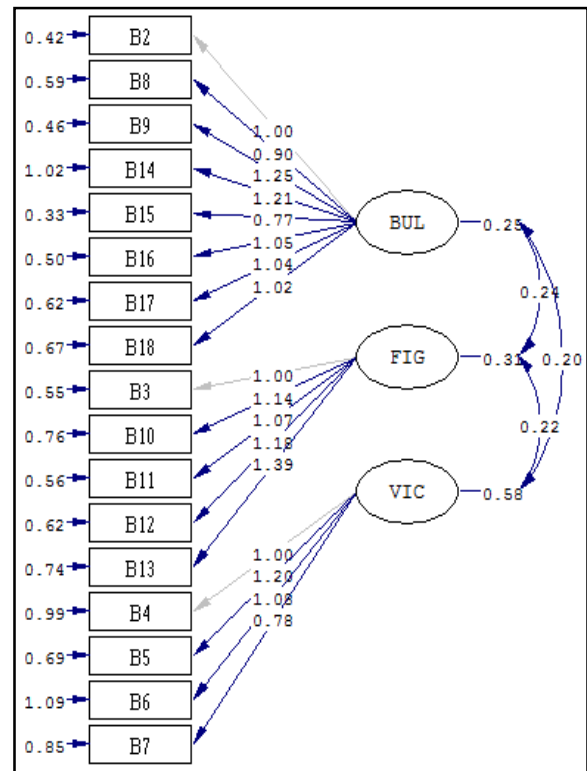 0.42 B2
0.59 B8
0.46 B9
1.02 B14
0.33 B15
0.50 B16
0.62 B17
0.67 B18
0.55 B3
0.76 B10
0.56 B11
0.62 B12
0.74 B13
0.99 B4
0.69 B5
1.09 B6
0.85 B7
1.00
0.90
1.25
1.21
0.77
1.05
1.04
1.02
1.00
1.14
1.07
1.18
1.39
1.00
1.20
1.08
0.78
BUL 0.25
FIG 0.31
VIC 0.58
0.24
0.20
0.22